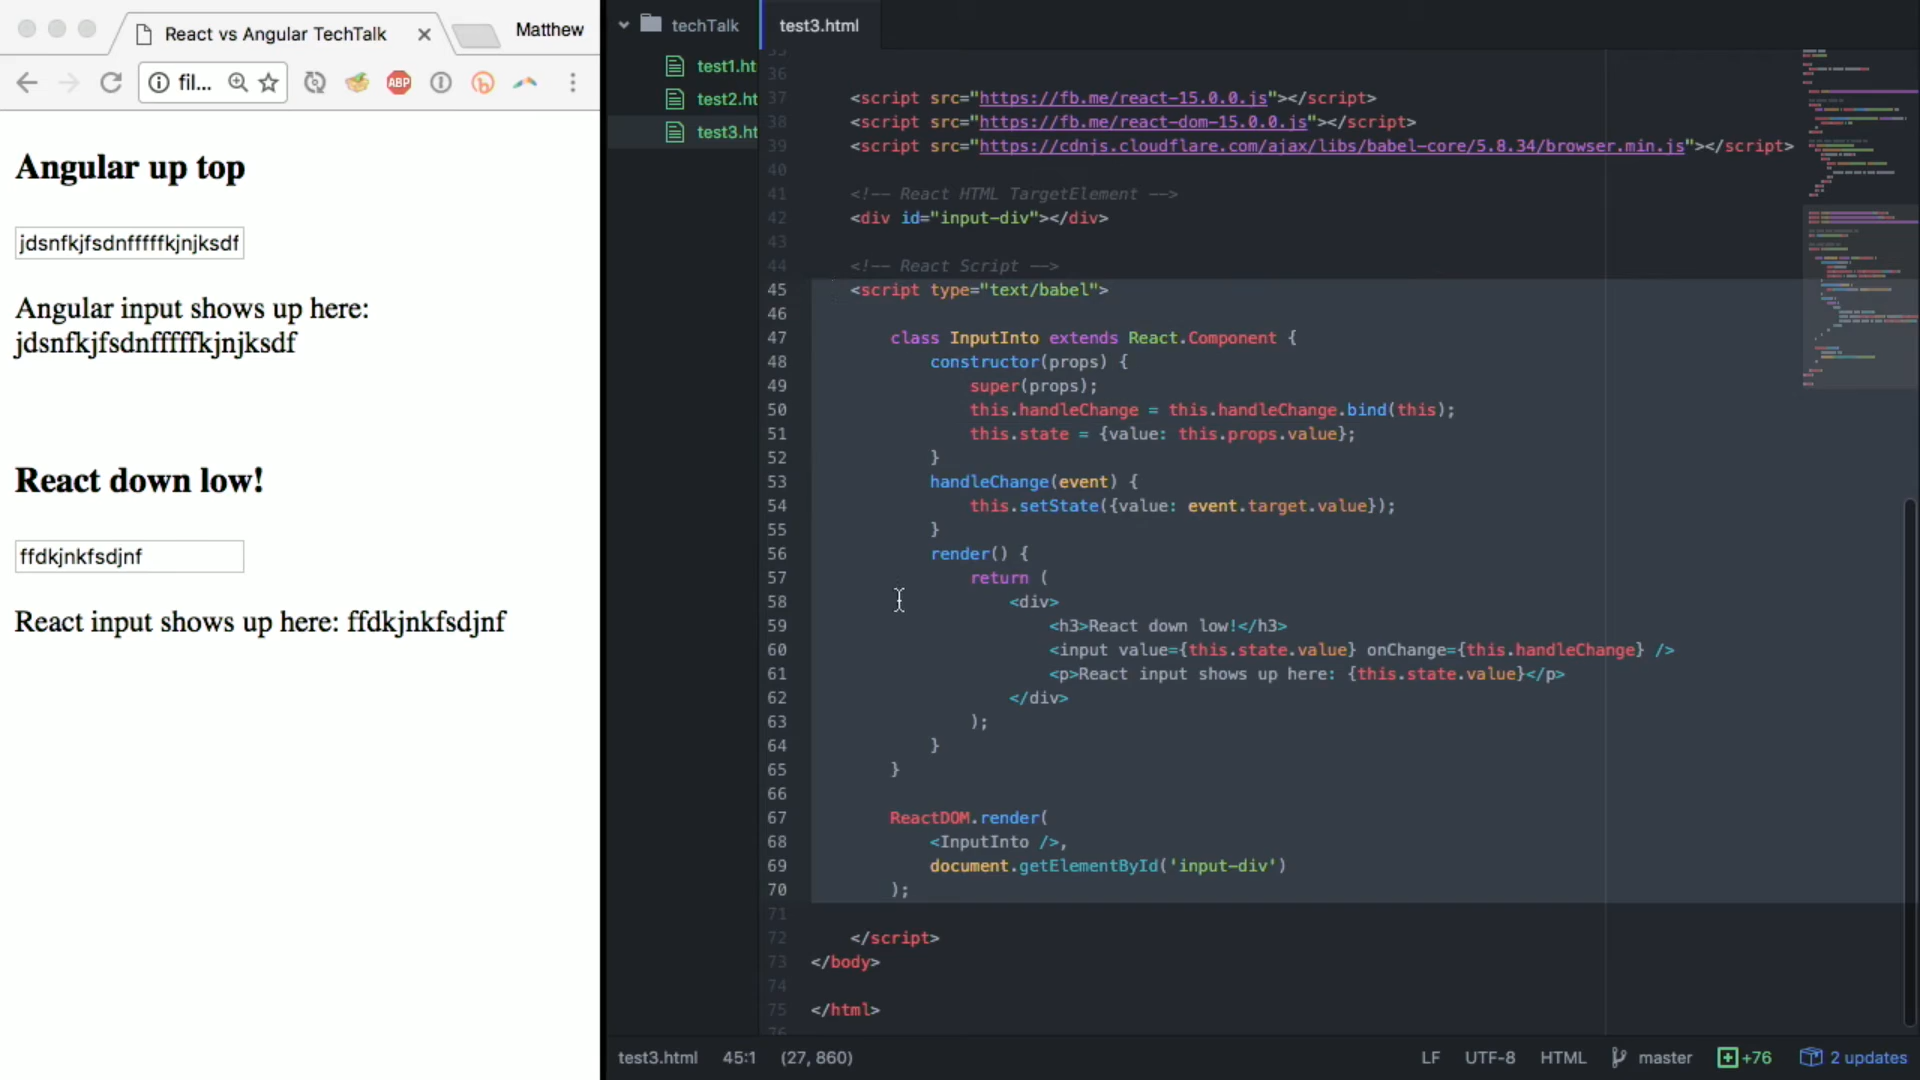 React vs Angular TechTalk
Matthew
fil...
ABP
Angular up top
jdsnfkjfsdnfffffkjnjksdf
Angular input shows up here:
jdsnfkjfsdnfffffkjnjksdf
React down low!
ffdkjnkfsdjnf
React input shows up here: ffdkjnkfsdjnf
techTalk
test1.ht
test2.ht
test3.ht
test3.html
36
37 <script src="https://fb.me/react-15.0.0.js"></script>
38 <script src="https://fb.me/react-dom-15.0.0.js"></script>
39 <script src="https://cdnjs.cloudflare.com/ajax/libs/babel-core/5.8.34/browser.min.js"></script>
40
41 <!-- React HTML TargetElement -->
42 <div id="input-div"></div>
43
44 <!-- React Script -->
45 <script type="text/babel">
46
47 class InputInto extends React.Component {
48 constructor(props) {
49 super(props);
50 this.handleChange = this.handleChange.bind(this);
51 this.state = {value: this.props.value};
52 }
53 handleChange(event) {
54 this.setState({value: event.target.value});
55 }
56 render() {
57 return (
58 <div>
59 <h3>React down low!</h3>
60 <input value={this.state.value} onChange={this.handleChange} />
61 <p>React input shows up here: {this.state.value}</p>
62 </div>
63 );
64 }
65 }
66
67 ReactDOM.render(
68 <InputInto />,
69 document.getElementById('input-div')
70 );
71
72 </script>
73 </body>
74
75 </html>
test3.html 45:1 (27, 860)
LF UTF-8 HTML master +76 2 updates